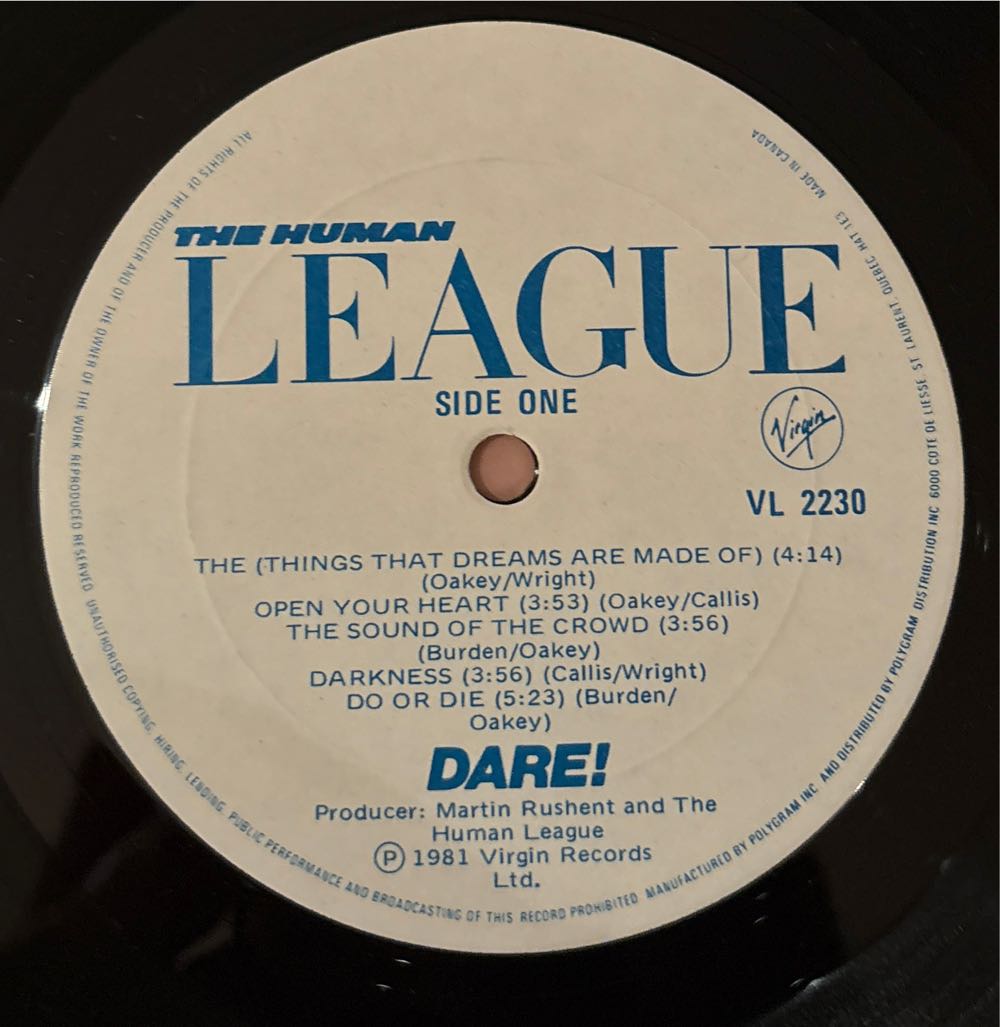 THE HUMAN
LEAGUE
SIDE ONE
Virgin
VL 2230
THE (THINGS THAT DREAMS ARE MADE OF) (4:14)
(Oakey/Wright)
OPEN YOUR HEART (3:53) (Oakey/Callis)
THE SOUND OF THE CROWD (3:56)
(Burden/Oakey)
DARKNESS (3:56) (Callis/Wright)
DO OR DIE (5:23) (Burden/
Oakey)
DARE!
Producer: Martin Rushent and The
Human League
Ⓟ 1981 Virgin Records
Ltd.
ALL RIGHTS OF THE PRODUCER AND OF THE OWNER OF THE WORK REPRODUCED RESERVED UNAUTHORISED COPYING, HIRING, LENDING, PUBLIC PERFORMANCE AND BROADCASTING OF THIS RECORD PROHIBITED MANUFACTURED BY POLYGRAM INC AND DISTRIBUTED BY POLYGRAM DISTRIBUTION INC 6000 COTE DE LIESSE ST LAURENT, QUEBEC H4T 1E3 MADE IN CANADA